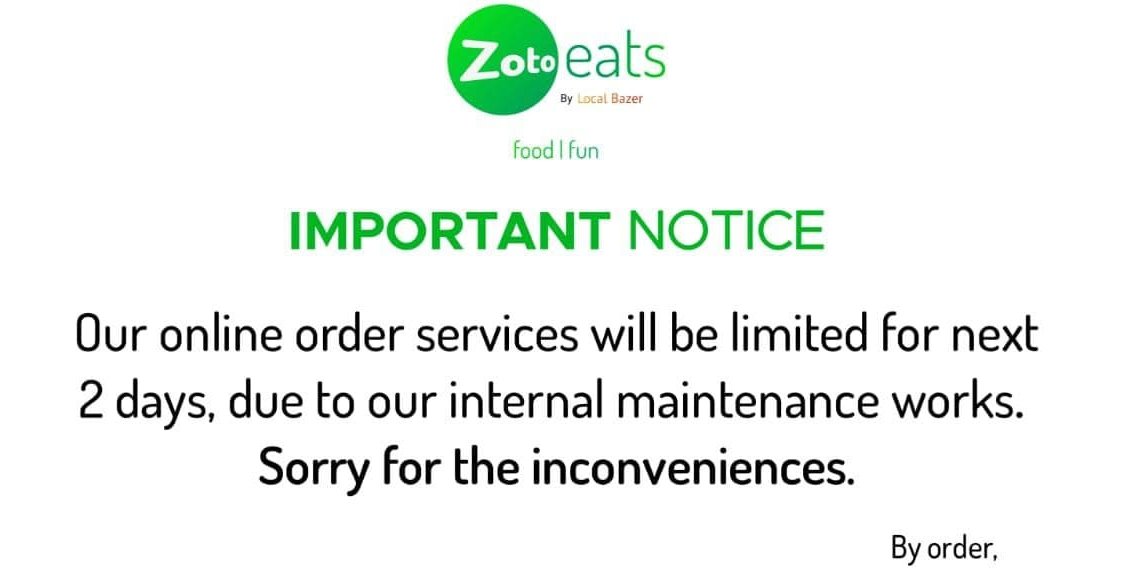 Zoto eats
By Local Bazer
food | fun
IMPORTANT NOTICE
Our online order services will be limited for next
2 days, due to our internal maintenance works.
Sorry for the inconveniences.
By order,